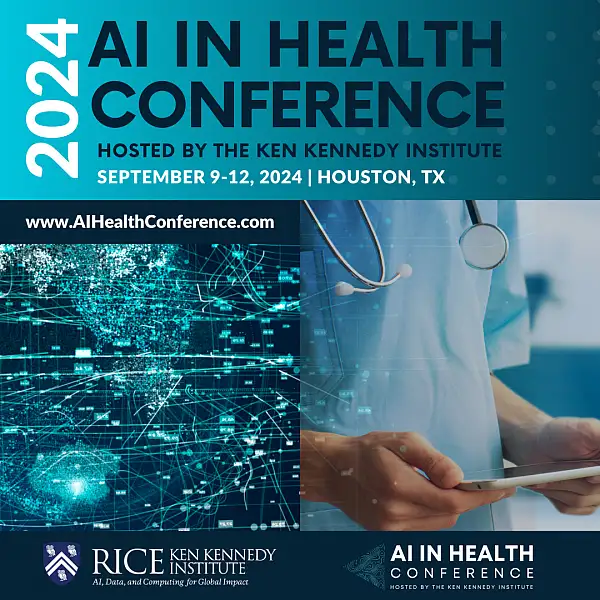 2024
AI IN HEALTH
CONFERENCE
HOSTED BY THE KEN KENNEDY INSTITUTE
SEPTEMBER 9-12, 2024 | HOUSTON, TX
www.AIHealthConference.com
RICE KEN KENNEDY
INSTITUTE
AI, Data, and Computing for Global Impact
AI IN HEALTH
CONFERENCE
HOSTED BY THE KEN KENNEDY INSTITUTE